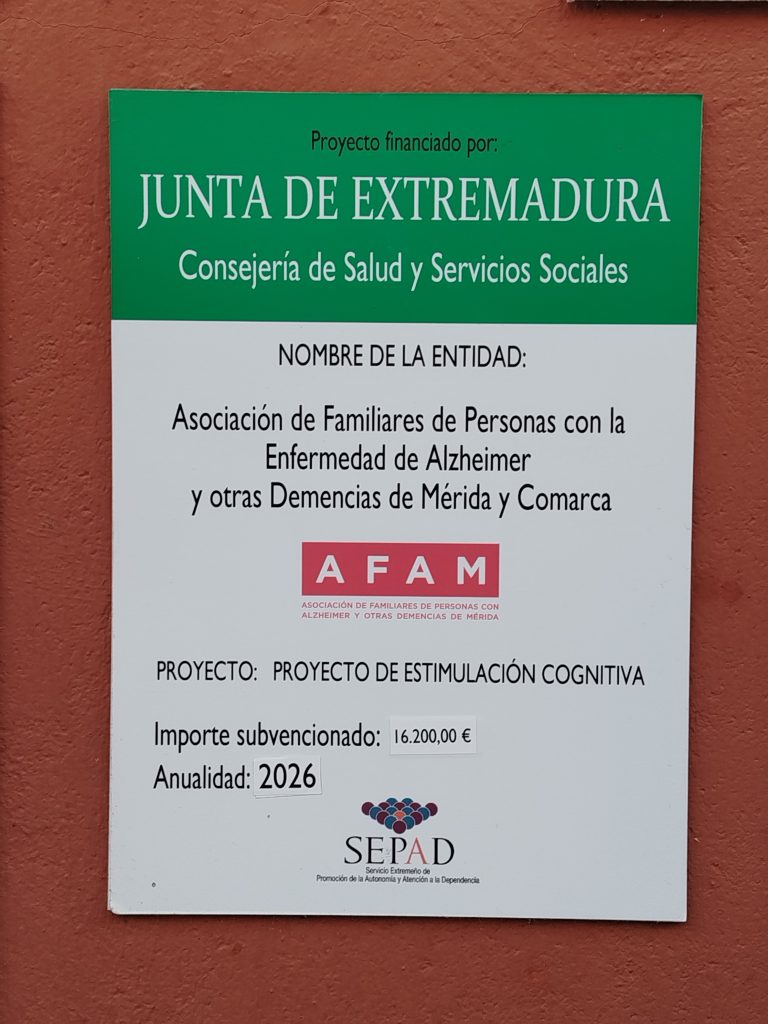 Proyecto financiado por:
JUNTA DE EXTREMADURA
Consejería de Salud y Servicios Sociales
NOMBRE DE LA ENTIDAD:
Asociación de Familiares de Personas con la
Enfermedad de Alzheimer
y otras Demencias de Mérida y Comarca
AFAM
ASOCIACIÓN DE FAMILIARES DE PERSONAS CON
ALZHEIMER Y OTRAS DEMENCIAS DE MÉRIDA
PROYECTO: PROYECTO DE ESTIMULACIÓN COGNITIVA
Importe subvencionado: 16.200,00 €
Anualidad: 2026
SEPAD
Servicio Extremeño de
Promoción de la Autonomía y Atención a la Dependencia